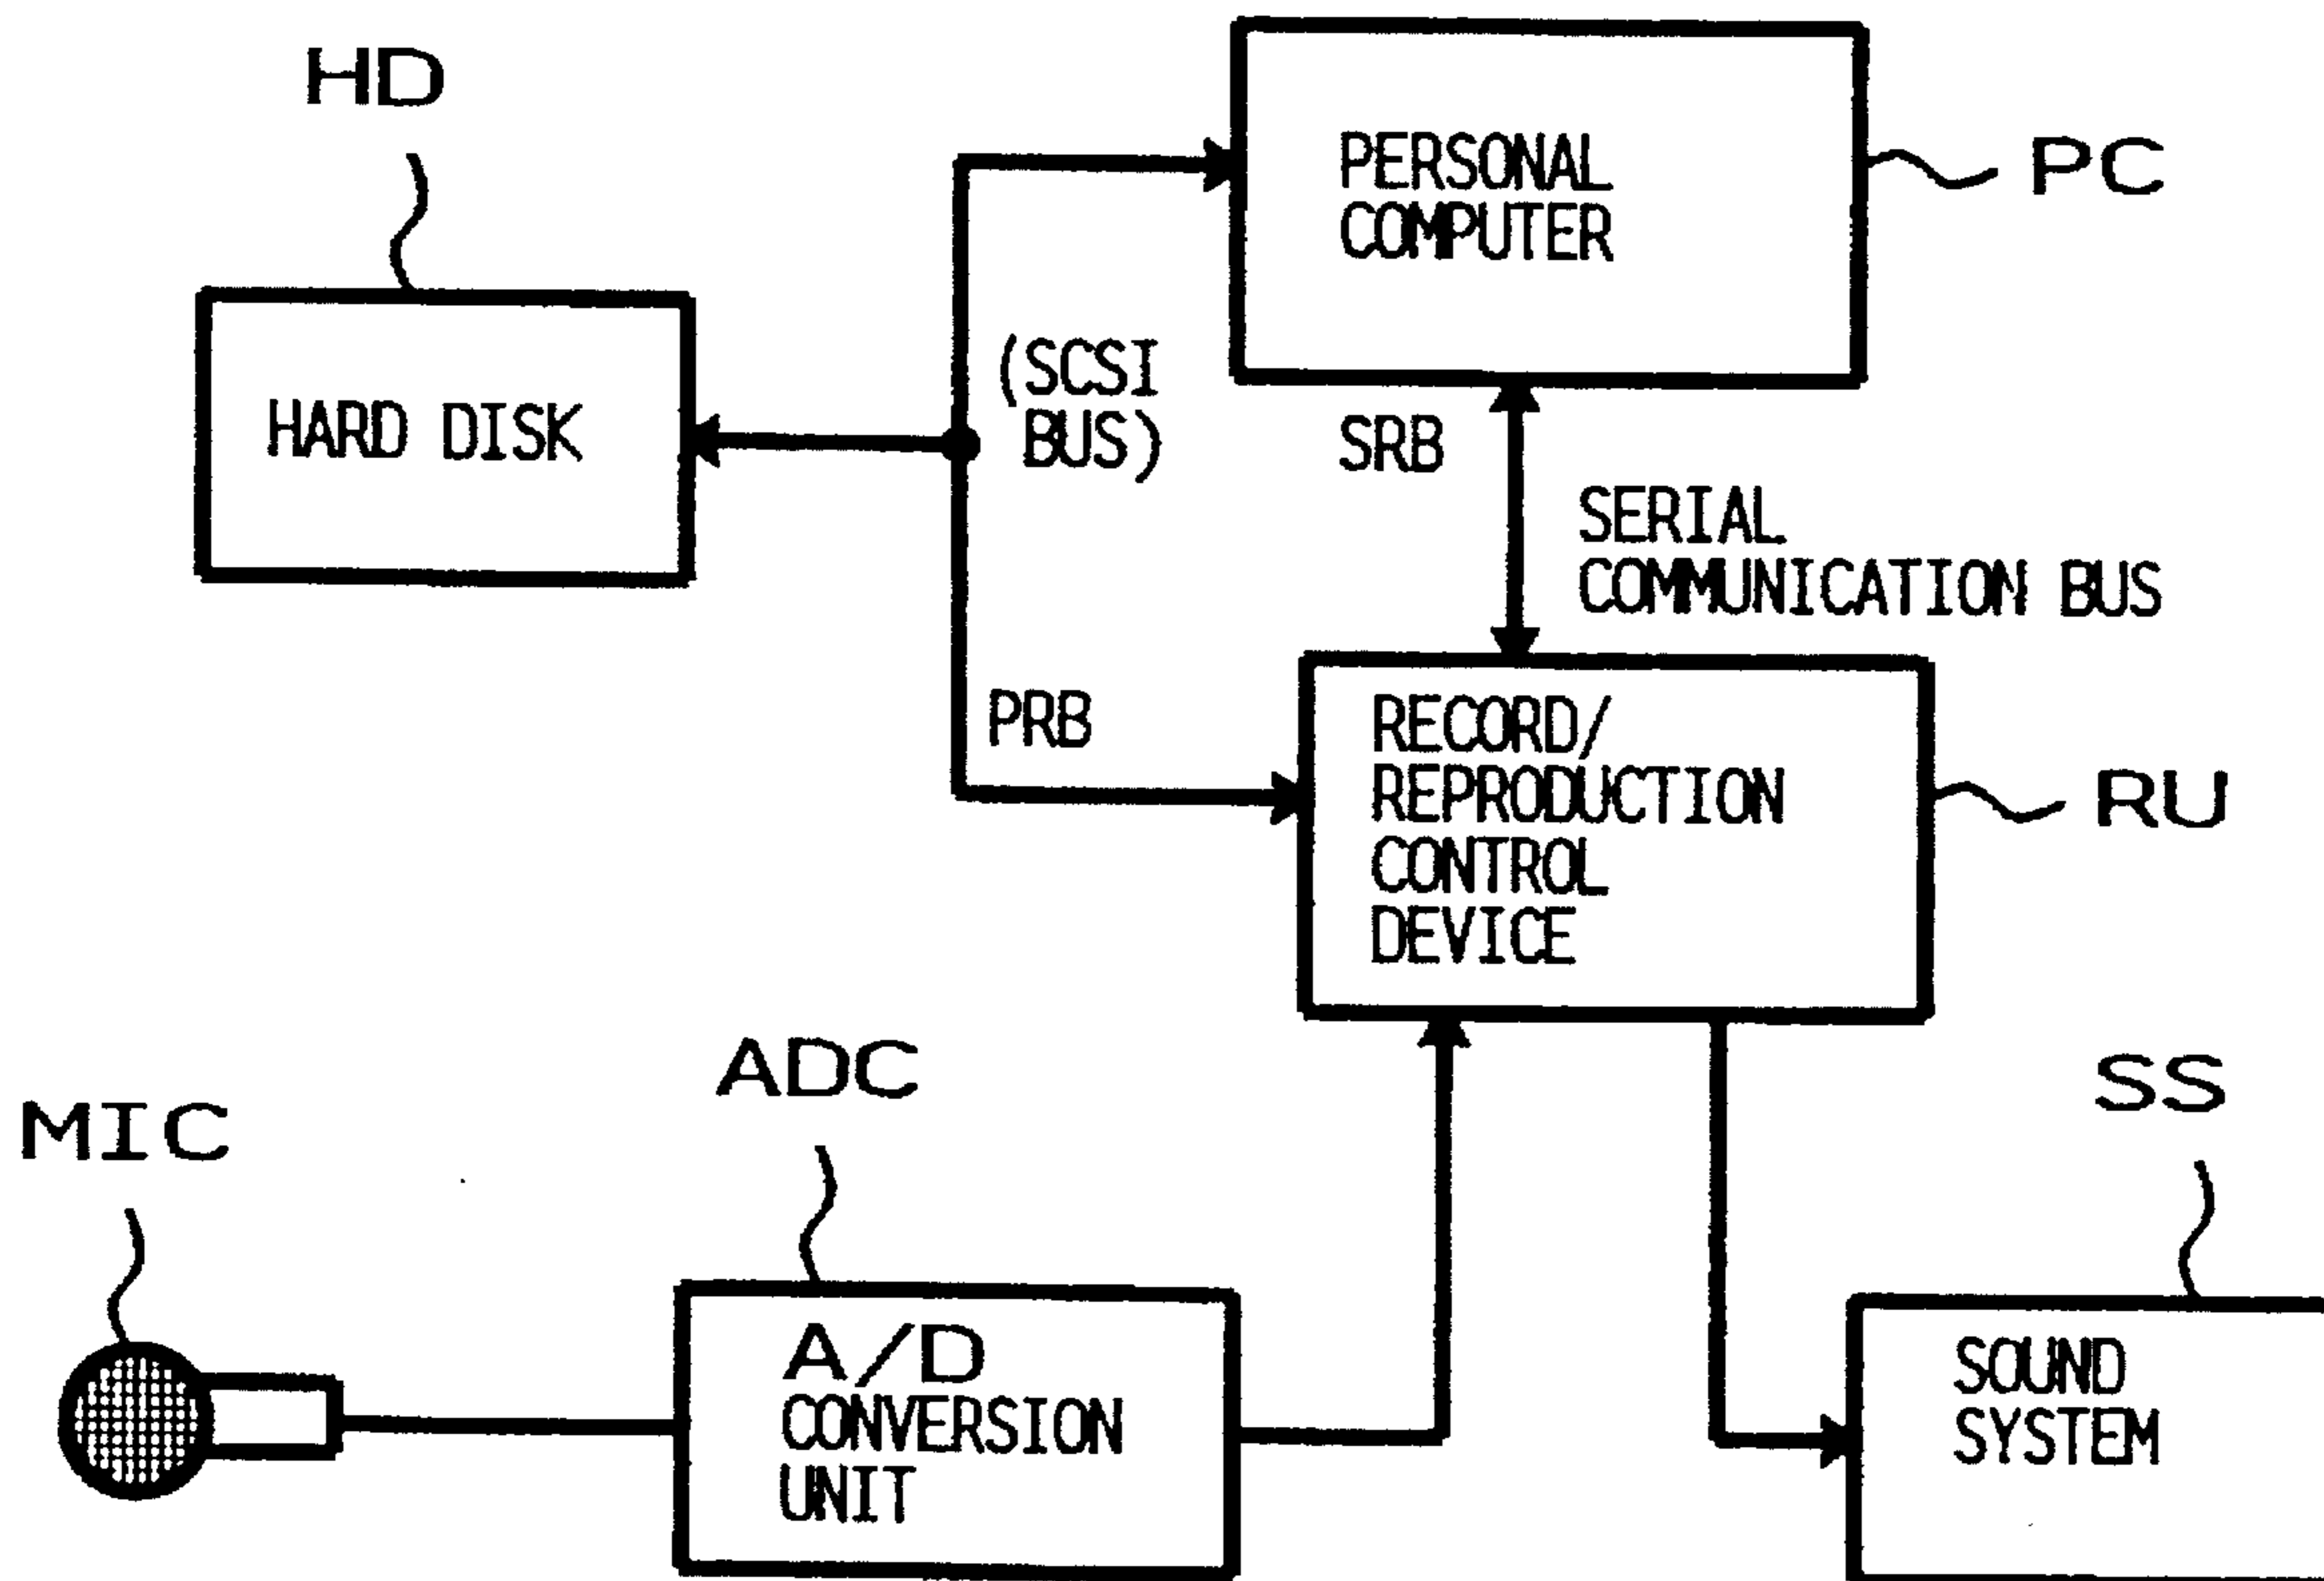 HD
PERSONAL
COMPUTER
PC
HARD DISK
(SCSI
BUS)
SRB
SERIAL
COMMUNICATION BUS
PRB
RECORD/
REPRODUCTION
CONTROL
DEVICE
RU
MIC
ADC
A/D
CONVERSION
UNIT
SS
SOUND
SYSTEM